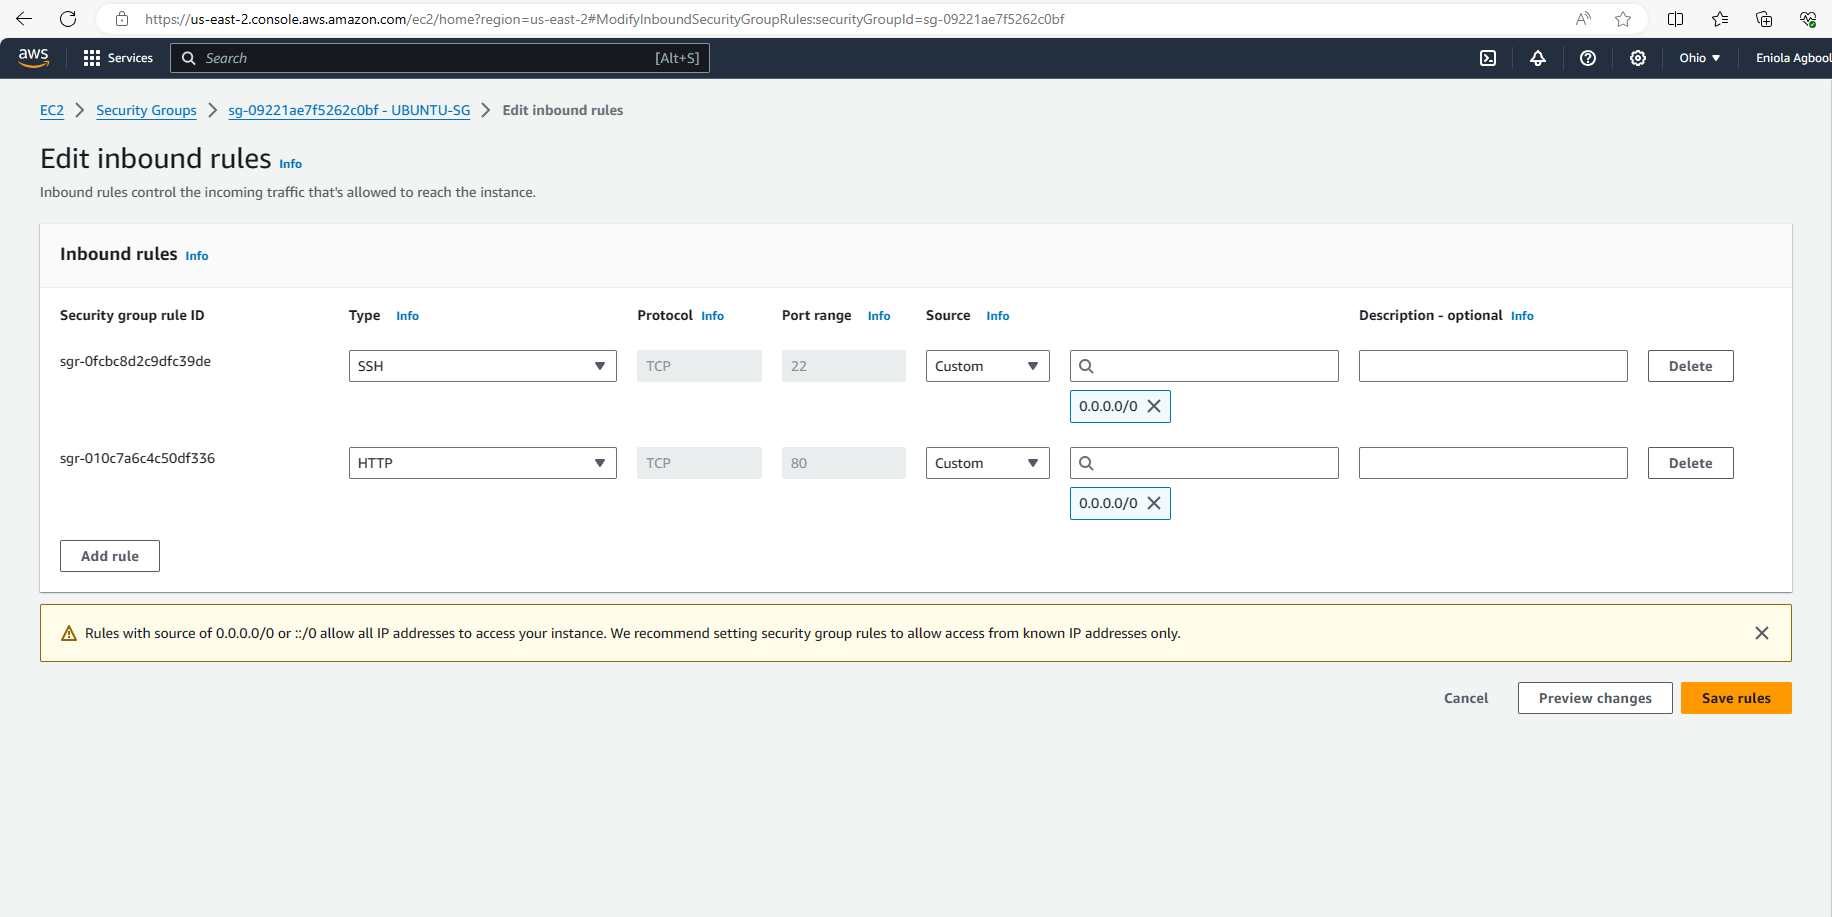 https://us-east-2.console.aws.amazon.com/ec2/home?region=us-east-2#ModifyInboundSecurityGroupRules:securityGroupId=sg-09221ae7f5262c0bf
aws Services Search [Alt+S] Ohio Eniola Agbool
EC2 Security Groups sg-09221ae7f5262c0bf - UBUNTU-SG Edit inbound rules
Edit inbound rules Info
Inbound rules control the incoming traffic that's allowed to reach the instance.
Inbound rules Info
Security group rule ID Type Info Protocol Info Port range Info Source Info Description - optional Info
sgr-0fcbc8d2c9dfc39de SSH TCP 22 Custom Delete
0.0.0.0/0
sgr-010c7a6c4c50df336 HTTP TCP 80 Custom Delete
0.0.0.0/0
Add rule
Rules with source of 0.0.0.0/0 or ::/0 allow all IP addresses to access your instance. We recommend setting security group rules to allow access from known IP addresses only.
Cancel Preview changes Save rules